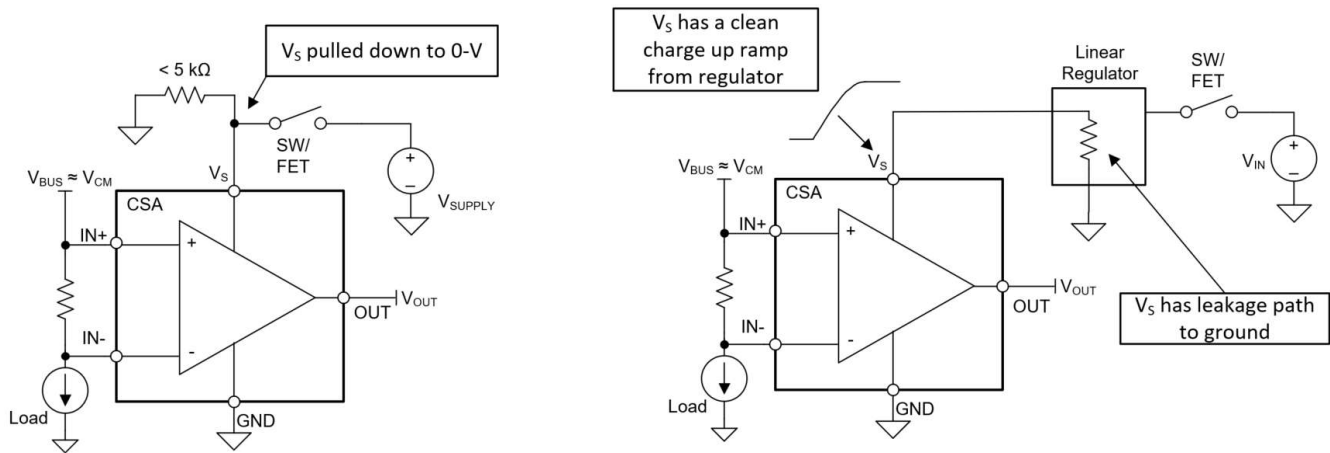 V_S pulled down to 0-V
< 5 kΩ
SW/
FET
V_S
V_BUS ≈ V_CM
V_SUPPLY
CSA
IN+
+
-
IN-
OUT
V_OUT
Load
GND
+
−
V_S has a clean
charge up ramp
from regulator
Linear
Regulator
SW/
FET
V_S
V_IN
+
−
V_BUS ≈ V_CM
CSA
IN+
+
-
IN-
OUT
V_OUT
V_S has leakage path
to ground
Load
GND